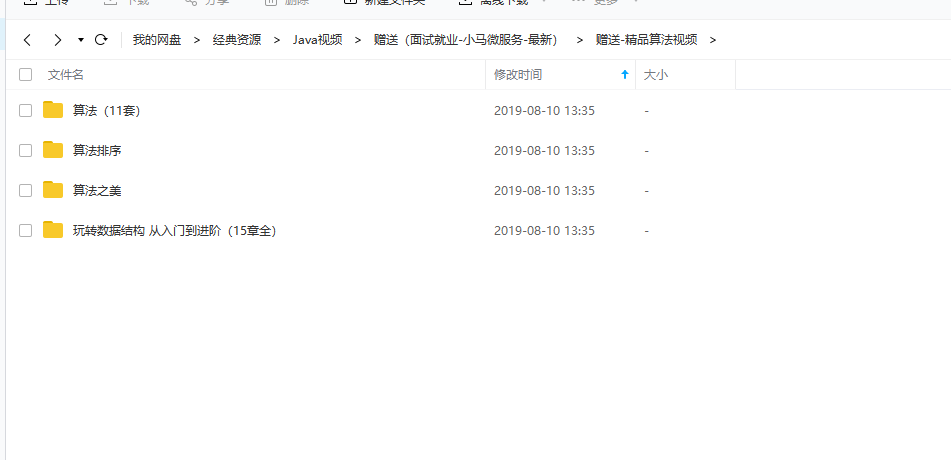 上传 下载 分享 删除 新建文件夹 离线下载 ··· 更多
我的网盘 > 经典资源 > Java视频 > 赠送（面试就业-小马微服务-最新） > 赠送-精品算法视频 >
文件名 修改时间 大小
算法（11套） 2019-08-10 13:35 -
算法排序 2019-08-10 13:35 -
算法之美 2019-08-10 13:35 -
玩转数据结构 从入门到进阶（15章全） 2019-08-10 13:35 -